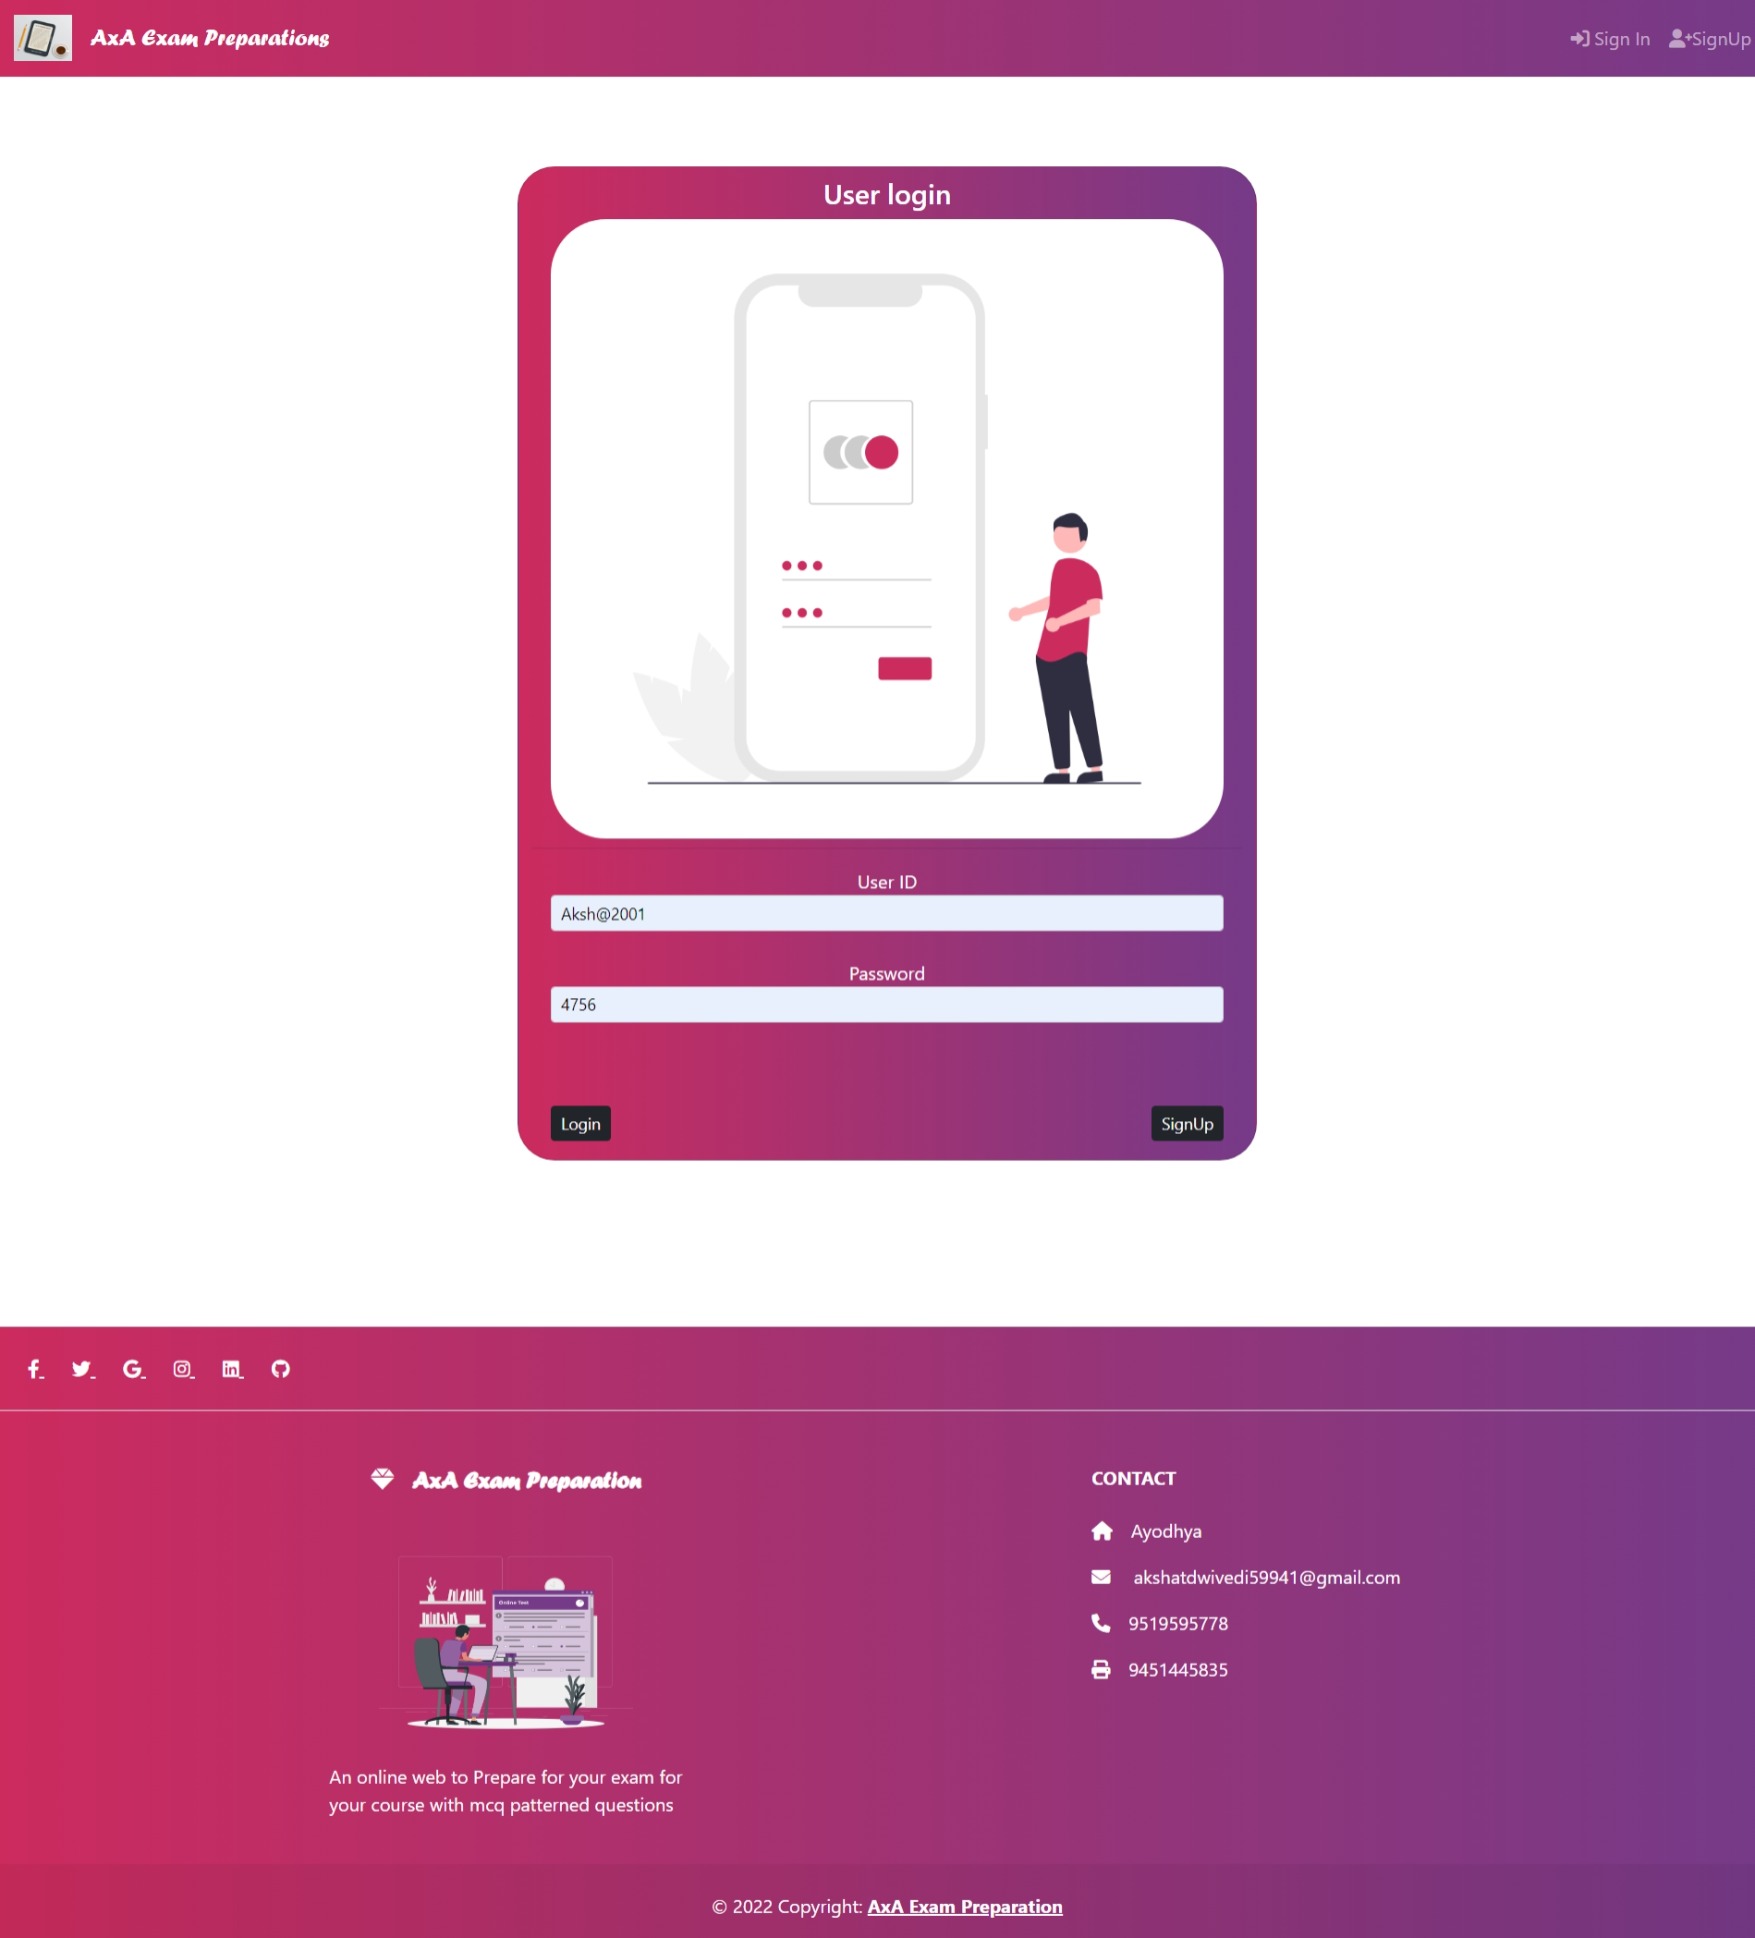 AxA Exam Preparations
Sign In
SignUp
User login
User ID
Aksh@2001
Password
4756
Login
SignUp
AxA Exam Preparation
Online Test
An online web to Prepare for your exam for
your course with mcq patterned questions
CONTACT
Ayodhya
akshatdwivedi59941@gmail.com
9519595778
9451445835
© 2022 Copyright: AxA Exam Preparation